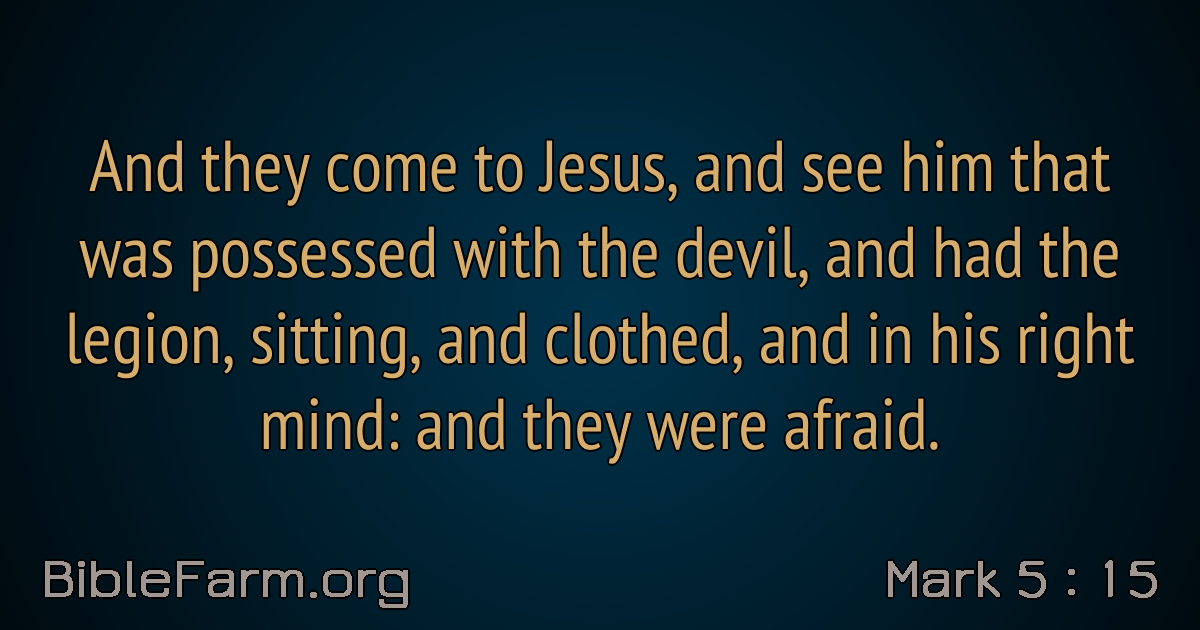 And they come to Jesus, and see him that
was possessed with the devil, and had the
legion, sitting, and clothed, and in his right
mind: and they were afraid.
BibleFarm.org
Mark 5 : 15